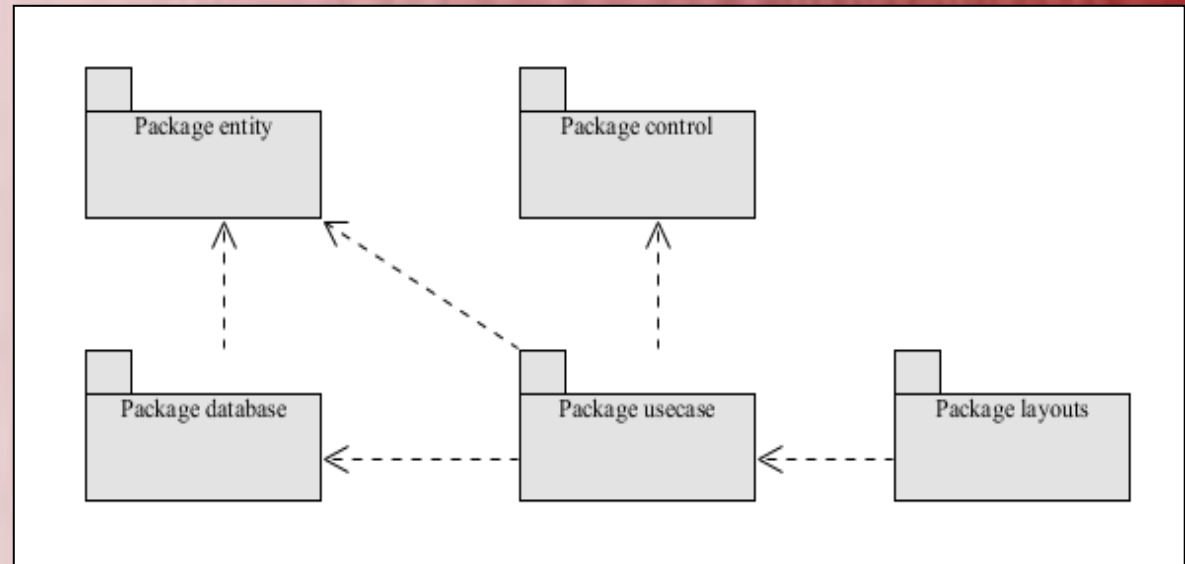 Package entity
Package control
Package database
Package usecase
Package layouts